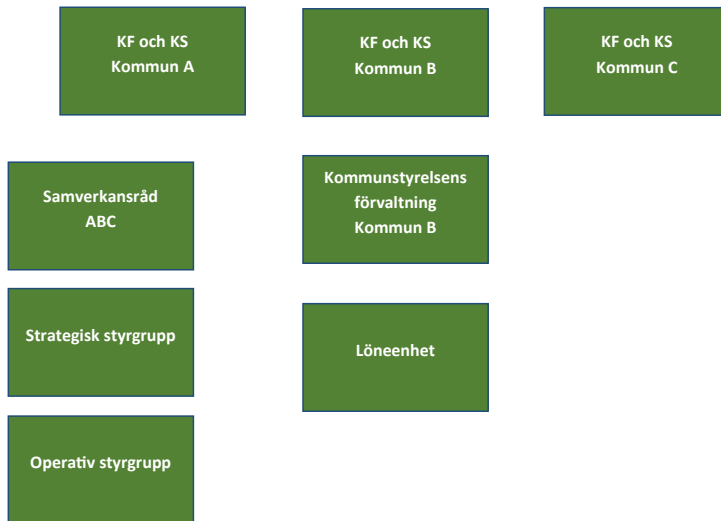 KF och KS
Kommun A
KF och KS
Kommun B
KF och KS
Kommun C
Samverkansråd
ABC
Kommunstyrelsens
förvaltning
Kommun B
Strategisk styrgrupp
Löneenhet
Operativ styrgrupp